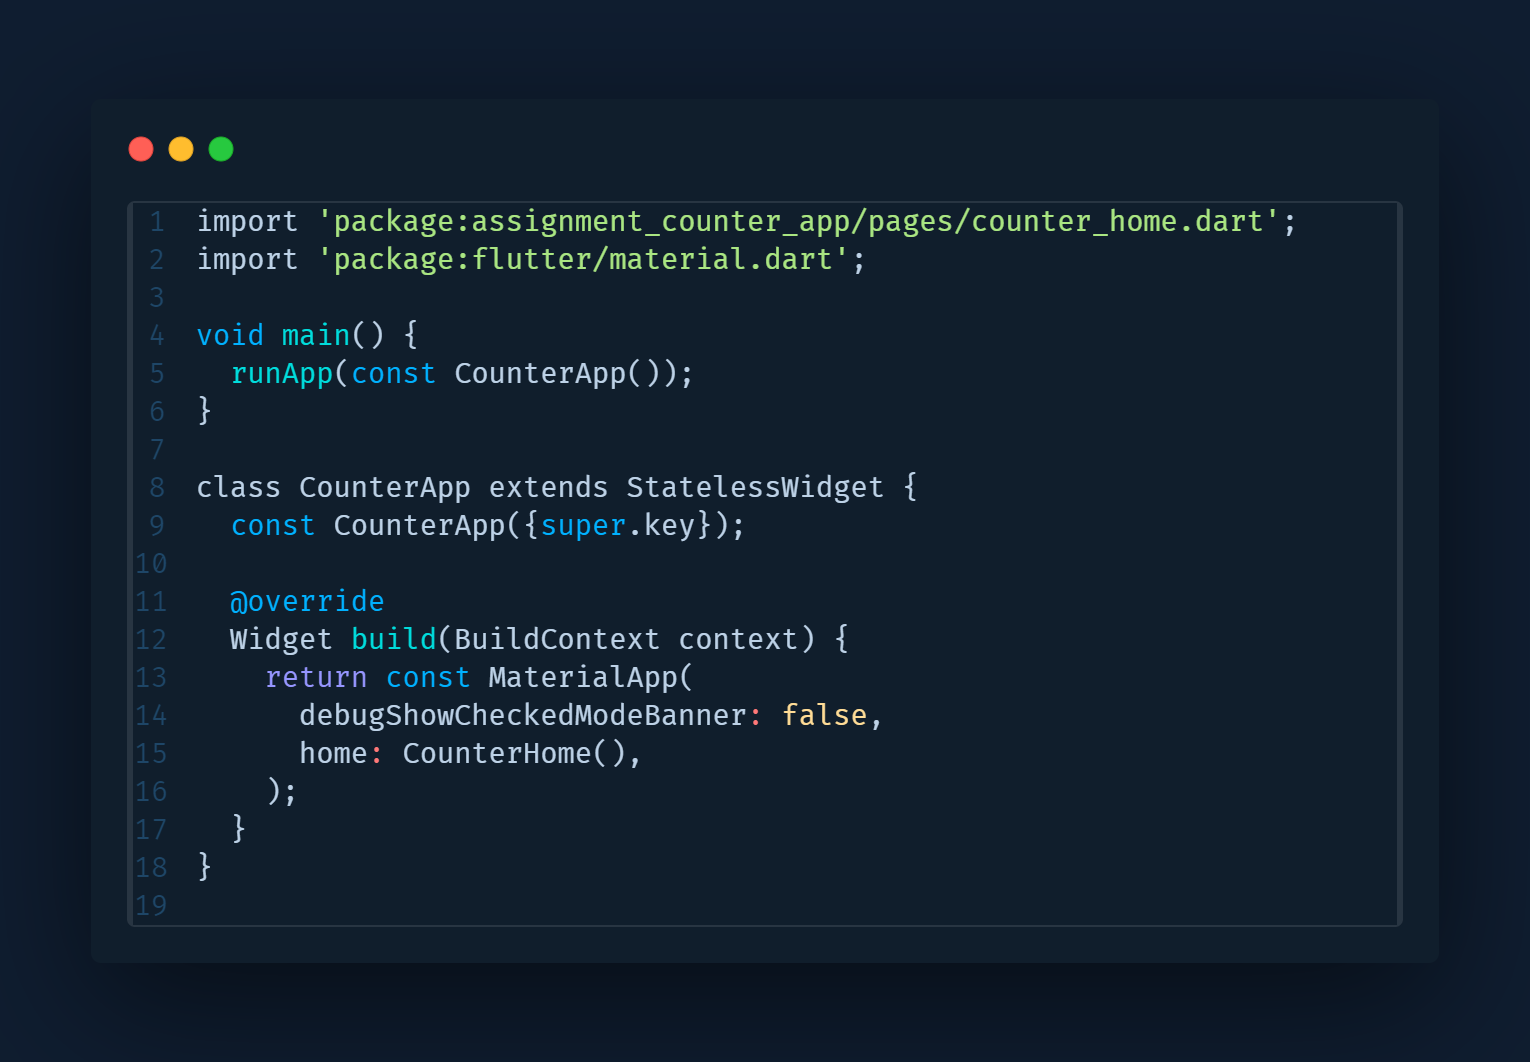 1 import 'package:assignment_counter_app/pages/counter_home.dart';
2 import 'package:flutter/material.dart';
3
4 void main() {
5   runApp(const CounterApp());
6 }
7
8 class CounterApp extends StatelessWidget {
9   const CounterApp({super.key});
10
11   @override
12   Widget build(BuildContext context) {
13     return const MaterialApp(
14       debugShowCheckedModeBanner: false,
15       home: CounterHome(),
16     );
17   }
18 }
19